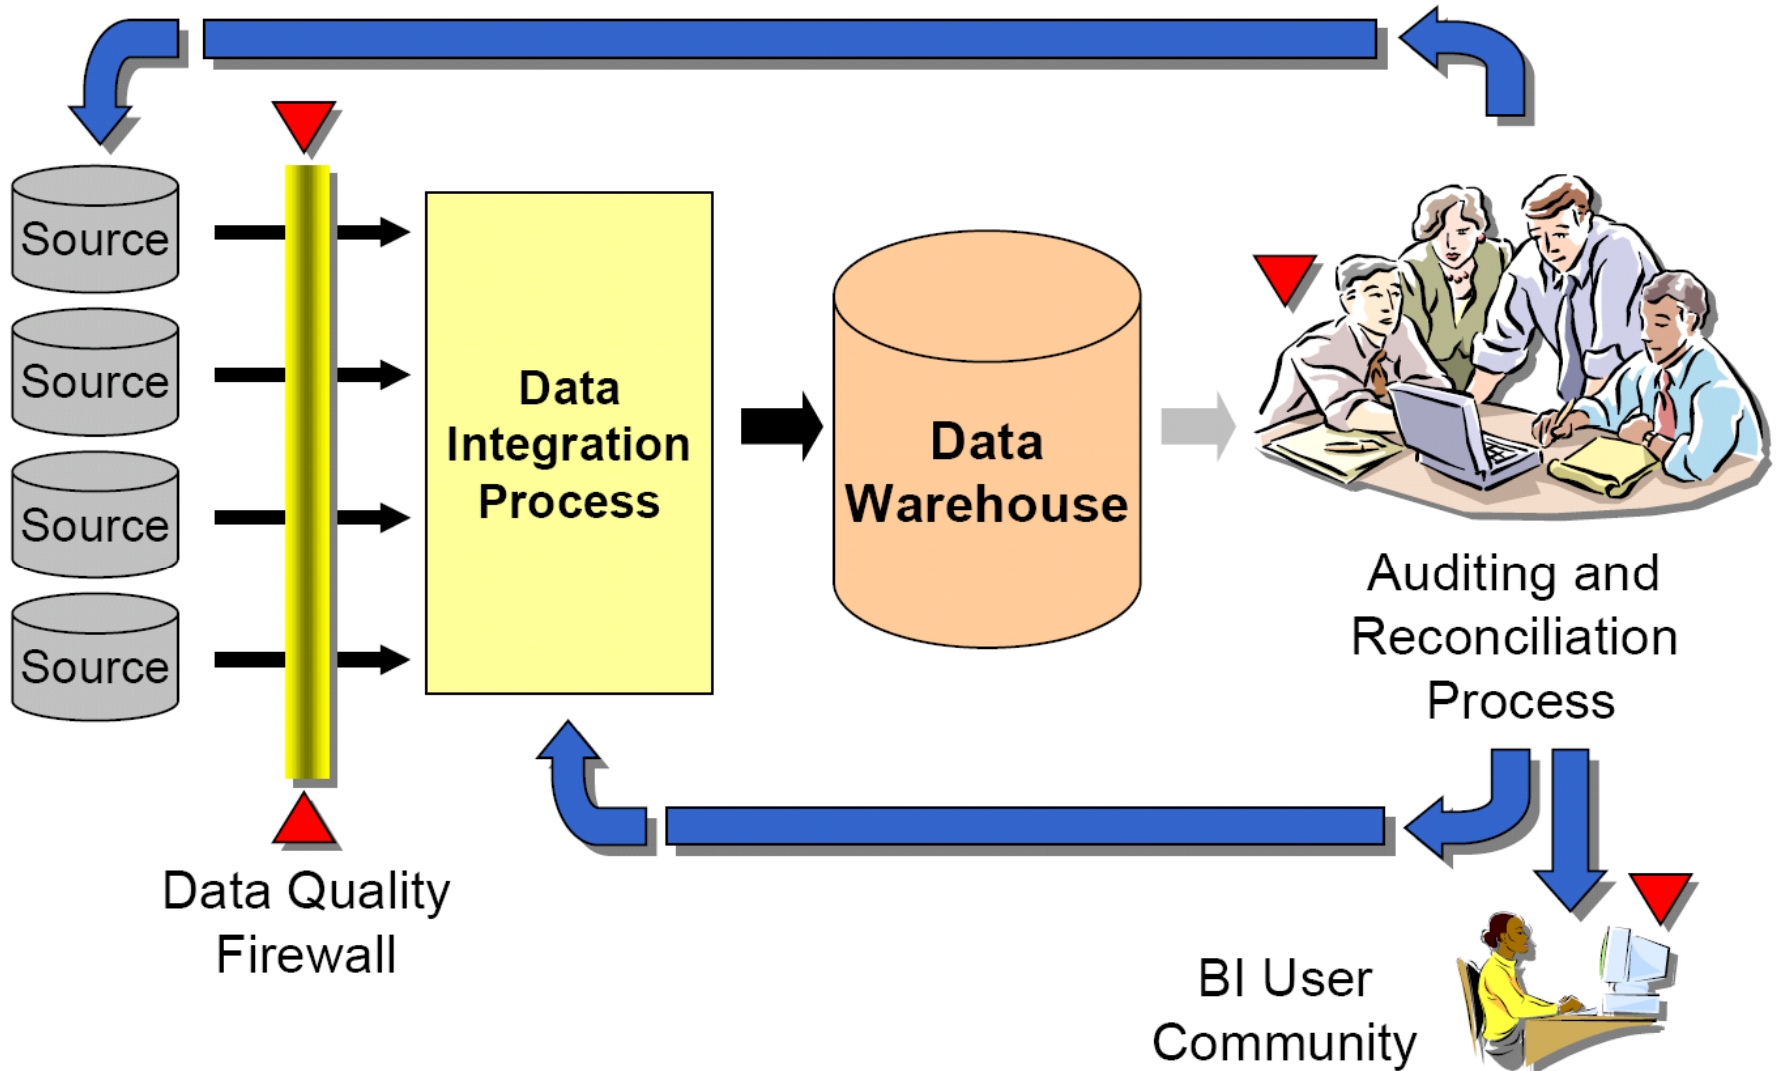 Source
Source
Source
Source
Data Quality
Firewall
Data
Integration
Process
Data
Warehouse
Auditing and
Reconciliation
Process
BI User
Community